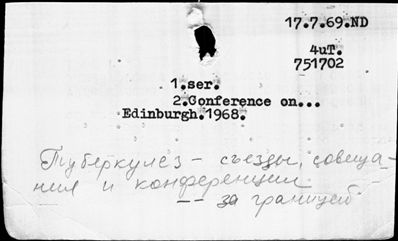 17.7.69.ND
4uT.
751702
1.ser.
2.Conference on...
Edinburgh.1968.
Туберкулез - съезды, совеща-
ния и конференции
-- за границей